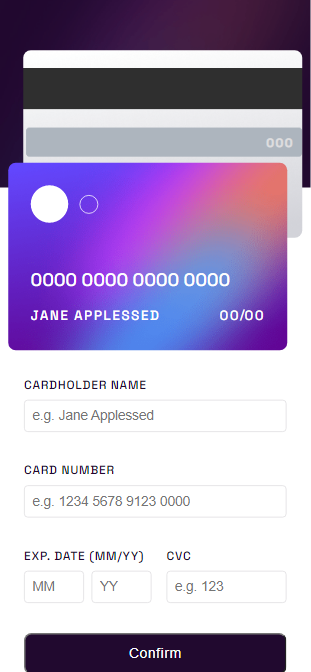 000
0000 0000 0000 0000
JANE APPLESSED 00/00
CARDHOLDER NAME
e.g. Jane Applessed
CARD NUMBER
e.g. 1234 5678 9123 0000
EXP. DATE (MM/YY) CVC
MM YY e.g. 123
Confirm